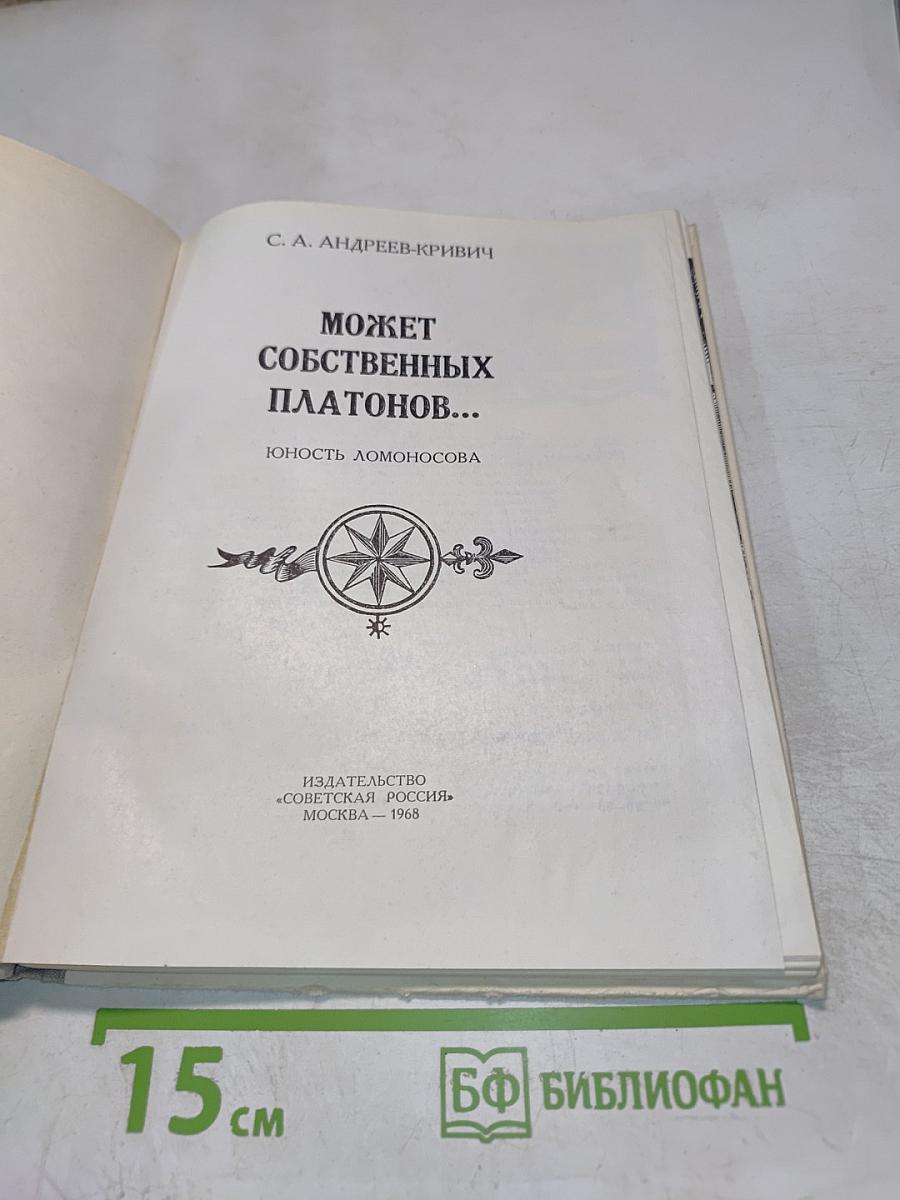 С. А. АНДРЕЕВ-КРИВИЧ
МОЖЕТ
СОБСТВЕННЫХ
ПЛАТОНОВ...
ЮНОСТЬ ЛОМОНОСОВА
ИЗДАТЕЛЬСТВО
«СОВЕТСКАЯ РОССИЯ»
МОСКВА — 1968
15 см
БФ БИБЛИОФАН